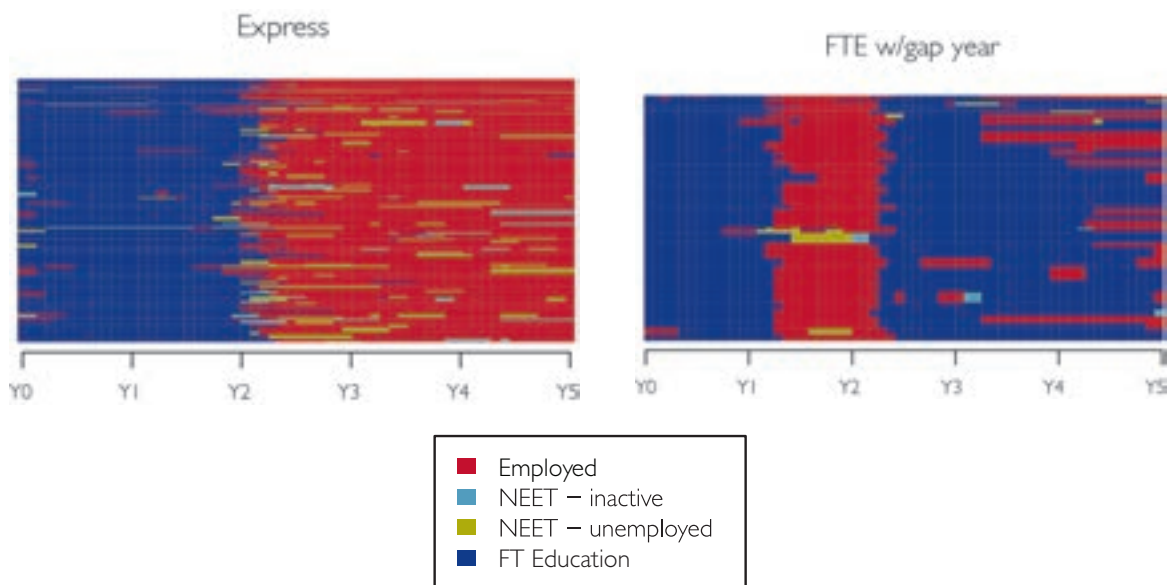 Express
FTE w/gap year
Y0 Y1 Y2 Y3 Y4 Y5
Y0 Y1 Y2 Y3 Y4 Y5
Employed
NEET – inactive
NEET – unemployed
FT Education